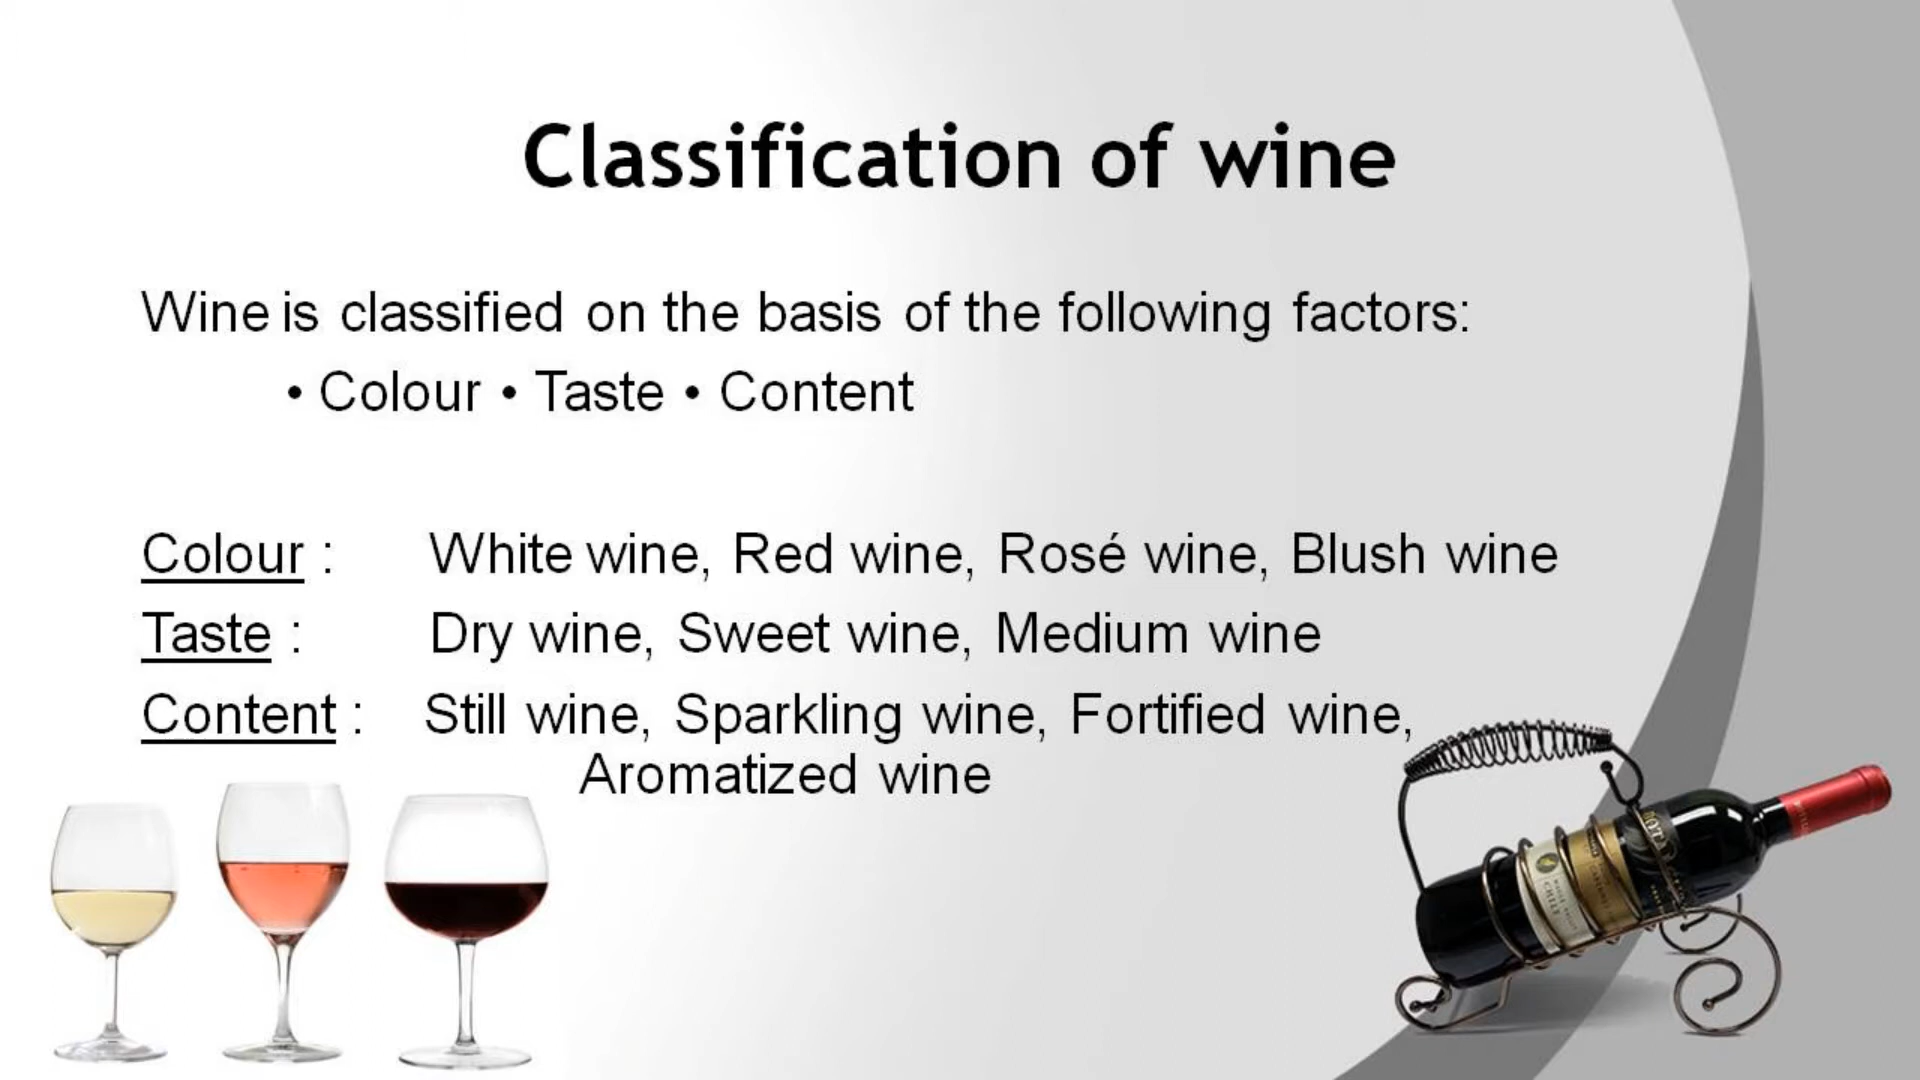 Classification of wine
Wine is classified on the basis of the following factors:
• Colour • Taste • Content
Colour : White wine, Red wine, Rosé wine, Blush wine
Taste : Dry wine, Sweet wine, Medium wine
Content : Still wine, Sparkling wine, Fortified wine,
Aromatized wine
CHILE